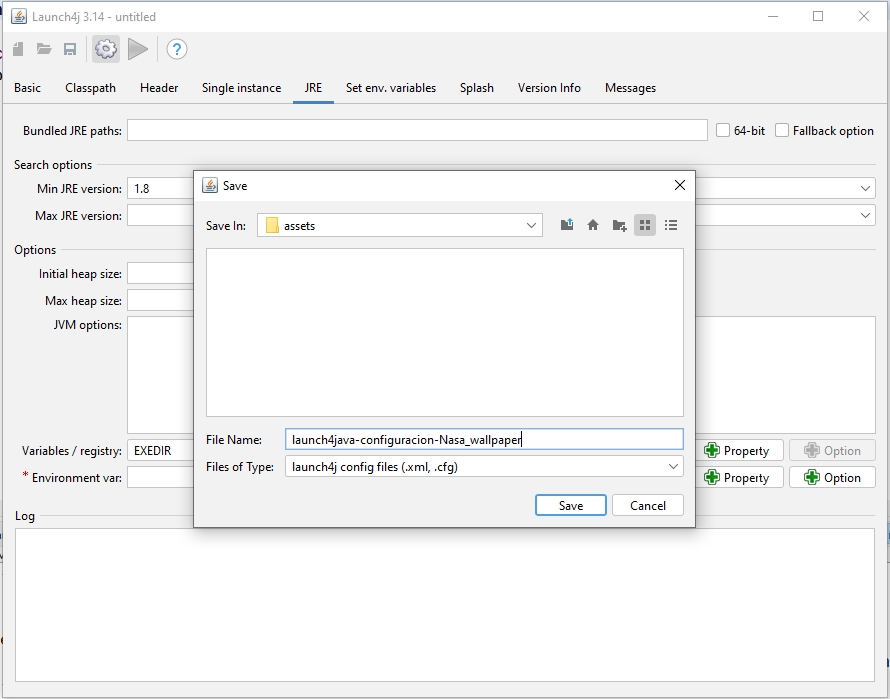 Launch4j 3.14 - untitled
Basic Classpath Header Single instance JRE Set env. variables Splash Version Info Messages
Bundled JRE paths: 64-bit Fallback option
Search options
Min JRE version: 1.8
Max JRE version:
Options
Initial heap size:
Max heap size:
JVM options:
Variables / registry: EXEDIR Property Option
* Environment var: Property Option
Log
Save
Save In: assets
File Name: launch4java-configuracion-Nasa_wallpaper
Files of Type: launch4j config files (.xml, .cfg)
Save Cancel